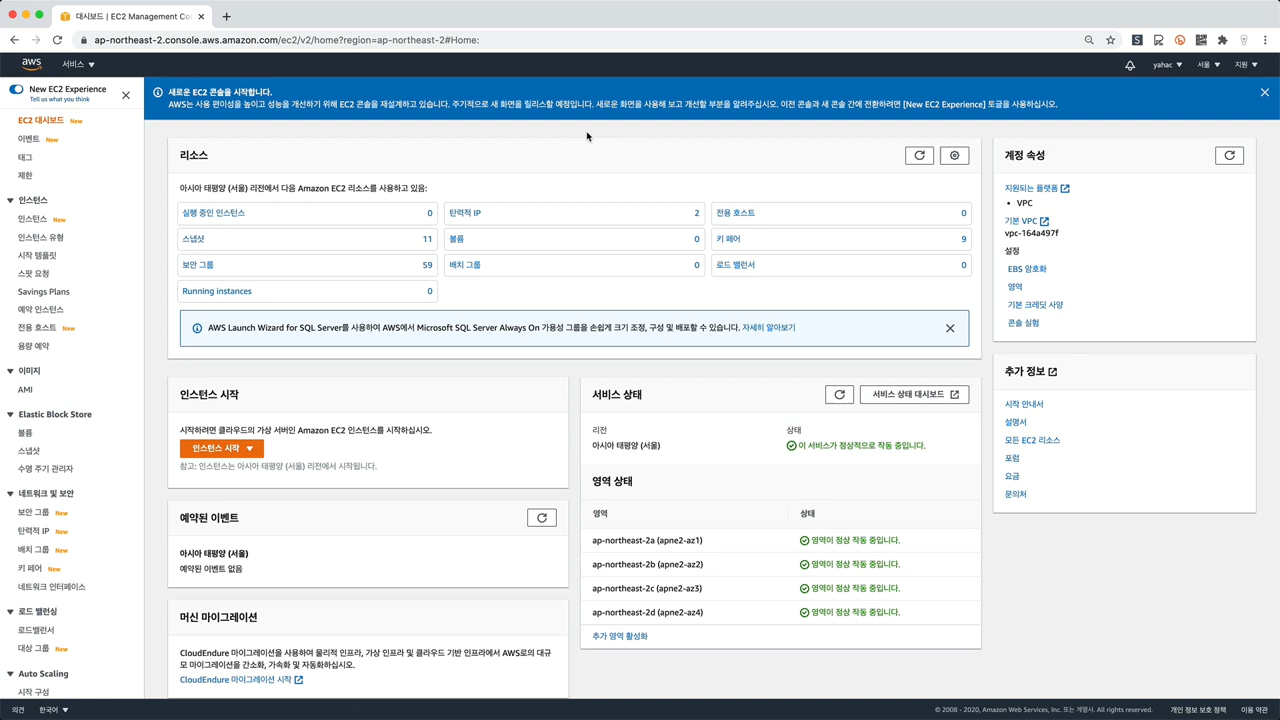 대시보드 | EC2 Management Co
ap-northeast-2.console.aws.amazon.com/ec2/v2/home?region=ap-northeast-2#Home:
aws
서비스
yahac
서울
지원
New EC2 Experience
Tell us what you think
EC2 대시보드 New
이벤트 New
태그
제한
인스턴스
인스턴스 New
인스턴스 유형
시작 템플릿
스팟 요청
Savings Plans
예약 인스턴스
전용 호스트 New
용량 예약
이미지
AMI
Elastic Block Store
볼륨
스냅샷
수명 주기 관리자
네트워크 및 보안
보안 그룹 New
탄력적 IP New
배치 그룹 New
키 페어 New
네트워크 인터페이스
로드 밸런싱
로드밸런서
대상 그룹 New
Auto Scaling
시작 구성
새로운 EC2 콘솔을 시작합니다.
AWS는 사용 편이성을 높이고 성능을 개선하기 위해 EC2 콘솔을 재설계하고 있습니다. 주기적으로 새 화면을 릴리스할 예정입니다. 새로운 화면을 사용해 보고 개선할 부분을 알려주십시오. 이전 콘솔과 새 콘솔 간에 전환하려면 [New EC2 Experience] 토글을 사용하십시오.
리소스
아시아 태평양 (서울) 리전에서 다음 Amazon EC2 리소스를 사용하고 있음:
실행 중인 인스턴스 0
탄력적 IP 2
전용 호스트 0
스냅샷 11
볼륨 0
키 페어 9
보안 그룹 59
배치 그룹 0
로드 밸런서 0
Running instances 0
AWS Launch Wizard for SQL Server를 사용하여 AWS에서 Microsoft SQL Server Always On 가용성 그룹을 손쉽게 크기 조정, 구성 및 배포할 수 있습니다. 자세히 알아보기
인스턴스 시작
시작하려면 클라우드의 가상 서버인 Amazon EC2 인스턴스를 시작하십시오.
인스턴스 시작
참고: 인스턴스는 아시아 태평양 (서울) 리전에서 시작됩니다.
예약된 이벤트
아시아 태평양 (서울)
예약된 이벤트 없음
머신 마이그레이션
CloudEndure 마이그레이션을 사용하여 물리적 인프라, 가상 인프라 및 클라우드 기반 인프라에서 AWS로의 대규
모 마이그레이션을 간소화, 가속화 및 자동화하십시오.
CloudEndure 마이그레이션 시작
서비스 상태
서비스 상태 대시보드
리전
상태
아시아 태평양 (서울)
이 서비스가 정상적으로 작동 중입니다.
영역 상태
영역
상태
ap-northeast-2a (apne2-az1)
영역이 정상 작동 중입니다.
ap-northeast-2b (apne2-az2)
영역이 정상 작동 중입니다.
ap-northeast-2c (apne2-az3)
영역이 정상 작동 중입니다.
ap-northeast-2d (apne2-az4)
영역이 정상 작동 중입니다.
추가 영역 활성화
계정 속성
지원되는 플랫폼
VPC
기본 VPC
vpc-164a497f
설정
EBS 암호화
영역
기본 크레딧 사양
콘솔 실험
추가 정보
시작 안내서
설명서
모든 EC2 리소스
포럼
요금
문의처
의견
한국어
© 2008 - 2020, Amazon Web Services, Inc. 또는 계열사. All rights reserved.
개인 정보 보호 정책
이용 약관